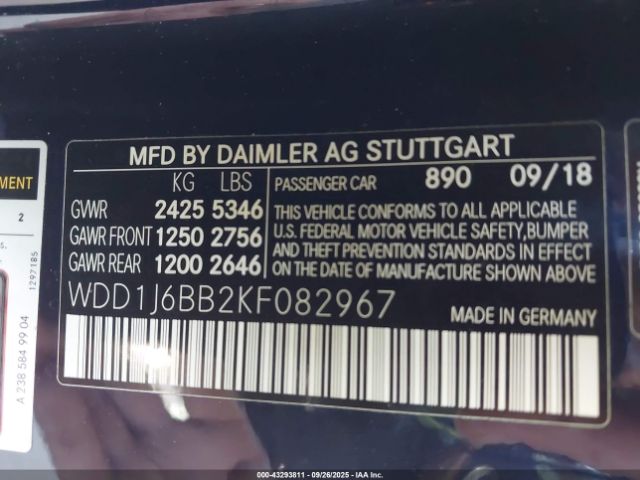 MFD BY DAIMLER AG STUTTGART
KG LBS
GVWR 2425 5346
GAWR FRONT 1250 2756
GAWR REAR 1200 2646
PASSENGER CAR 890 09/18
THIS VEHICLE CONFORMS TO ALL APPLICABLE
U.S. FEDERAL MOTOR VEHICLE SAFETY, BUMPER
AND THEFT PREVENTION STANDARDS IN EFFECT
ON THE DATE OF MANUFACTURE SHOWN ABOVE.
WDD1J6BB2KF082967
MADE IN GERMANY
2
1297185
A 238 584 99 04
000-43293811 - 09/26/2025 - IAAI.COM